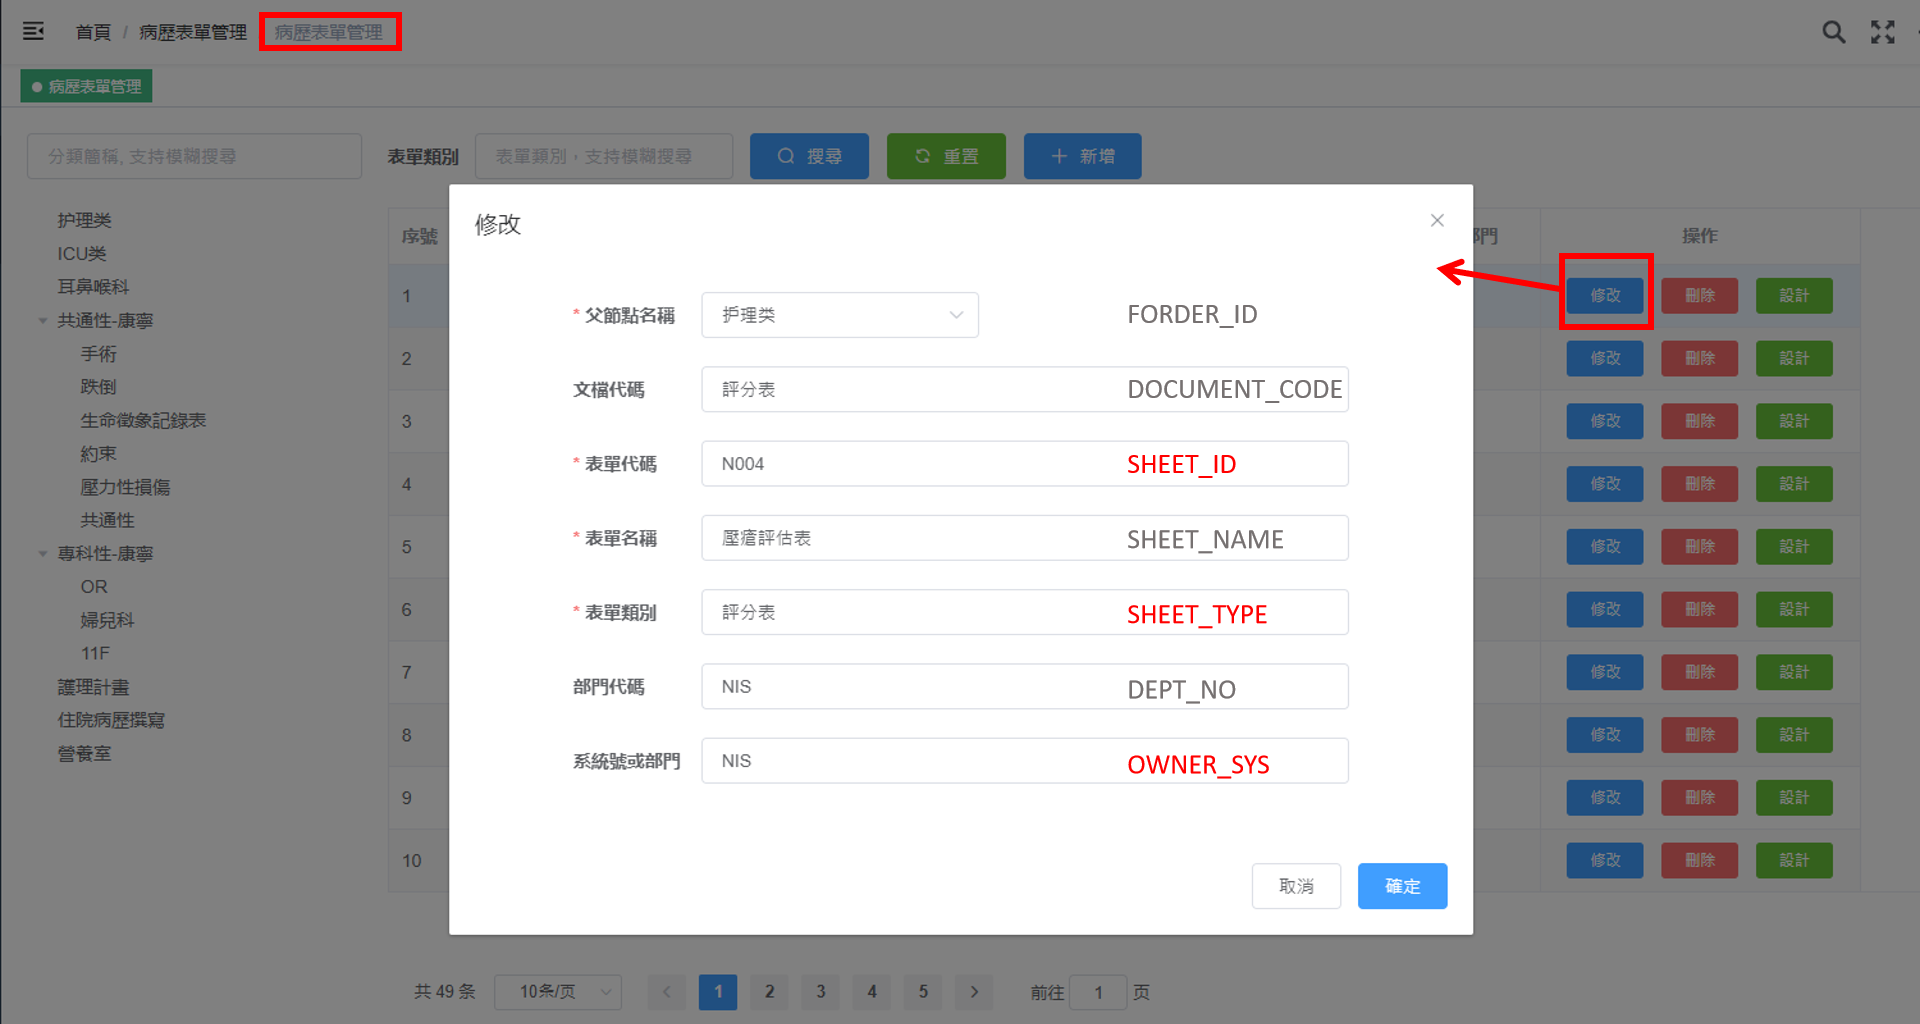 首頁 / 病歷表單管理 病歷表單管理
病歷表單管理
分類簡稱, 支持模糊搜尋
表單類別 表單類別，支持模糊搜尋 搜尋 重置 新增
护理类
ICU类
耳鼻喉科
共通性-康寧
手術
跌倒
生命徵象記錄表
約束
壓力性損傷
共通性
專科性-康寧
OR
婦兒科
11F
護理計畫
住院病歷撰寫
營養室
序號 部門 操作
1 修改 刪除 設計
2 修改 刪除 設計
3 修改 刪除 設計
4 修改 刪除 設計
5 修改 刪除 設計
6 修改 刪除 設計
7 修改 刪除 設計
8 修改 刪除 設計
9 修改 刪除 設計
10 修改 刪除 設計
修改
* 父節點名稱 护理类 FORDER_ID
文檔代碼 評分表 DOCUMENT_CODE
* 表單代碼 N004 SHEET_ID
* 表單名稱 壓瘡評估表 SHEET_NAME
* 表單類別 評分表 SHEET_TYPE
部門代碼 NIS DEPT_NO
系統號或部門 NIS OWNER_SYS
取消 確定
共 49 条 10条/页 1 2 3 4 5 前往 1 页